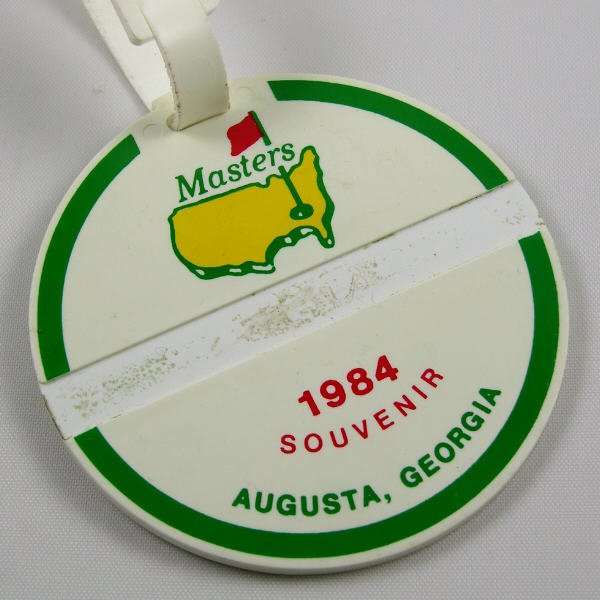 Masters
1984
SOUVENIR
AUGUSTA, GEORGIA